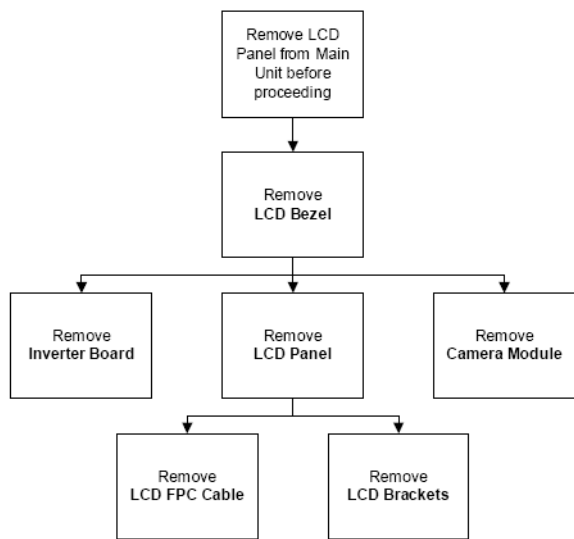 Remove LCD
Panel from Main
Unit before
proceeding
Remove
LCD Bezel
Remove
Inverter Board
Remove
LCD Panel
Remove
Camera Module
Remove
LCD FPC Cable
Remove
LCD Brackets